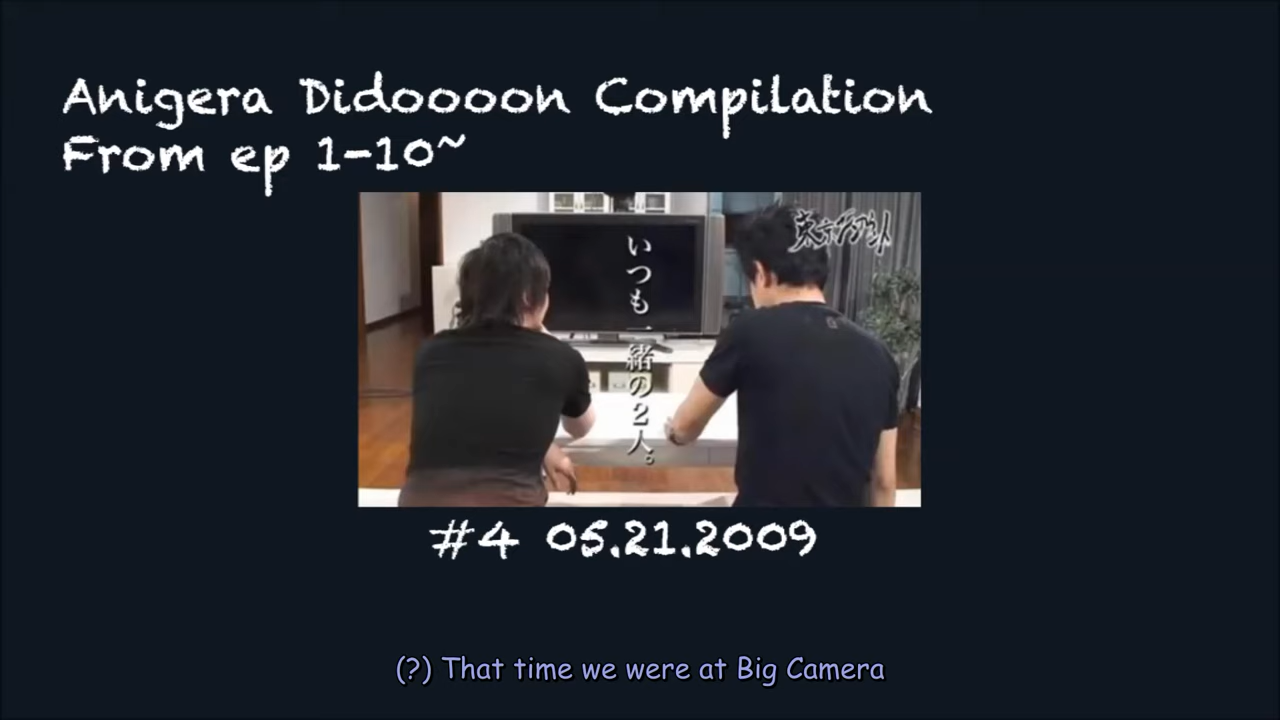 Anigera Didooooon Compilation
From ep 1-10~
いつも一緒の2人。
#4 05.21.2009
(?) That time we were at Big Camera